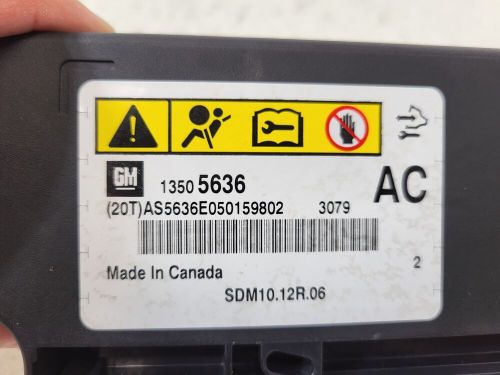 GM
1350 5636 AC
(20T)AS5636E050159802 3079
Made In Canada 2
SDM10.12R.06